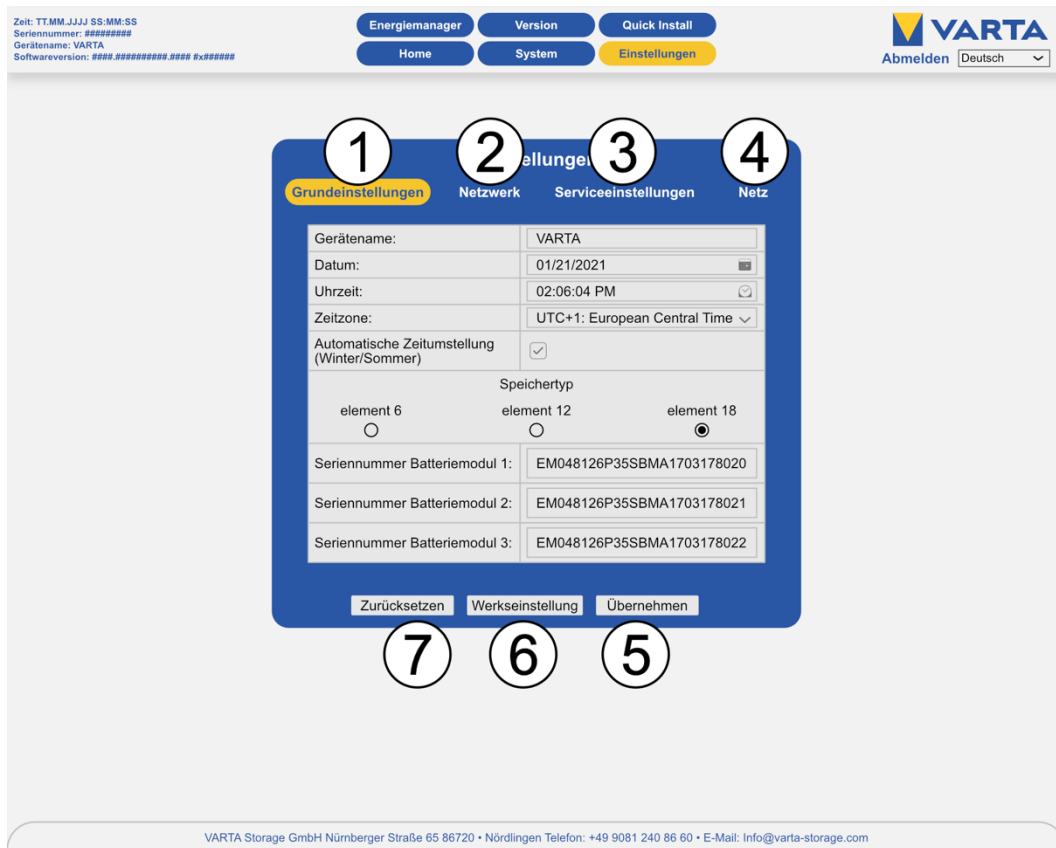 Zeit: TT.MM.JJJJ SS:MM:SS
Seriennummer: #########
Gerätename: VARTA
Softwareversion: ####.##########.#### #x######
Energiemanager Version Quick Install
Home System Einstellungen
VARTA
Abmelden Deutsch
1 2 3 4
ellunge
Grundeinstellungen Netzwerk Serviceeinstellungen Netz
Gerätename: VARTA
Datum: 01/21/2021
Uhrzeit: 02:06:04 PM
Zeitzone: UTC+1: European Central Time
Automatische Zeitumstellung
(Winter/Sommer)
Speichertyp
element 6 element 12 element 18
Seriennummer Batteriemodul 1: EM048126P35SBMA1703178020
Seriennummer Batteriemodul 2: EM048126P35SBMA1703178021
Seriennummer Batteriemodul 3: EM048126P35SBMA1703178022
Zurücksetzen Werkseinstellung Übernehmen
7 6 5
VARTA Storage GmbH Nürnberger Straße 65 86720 • Nördlingen Telefon: +49 9081 240 86 60 • E-Mail: Info@varta-storage.com